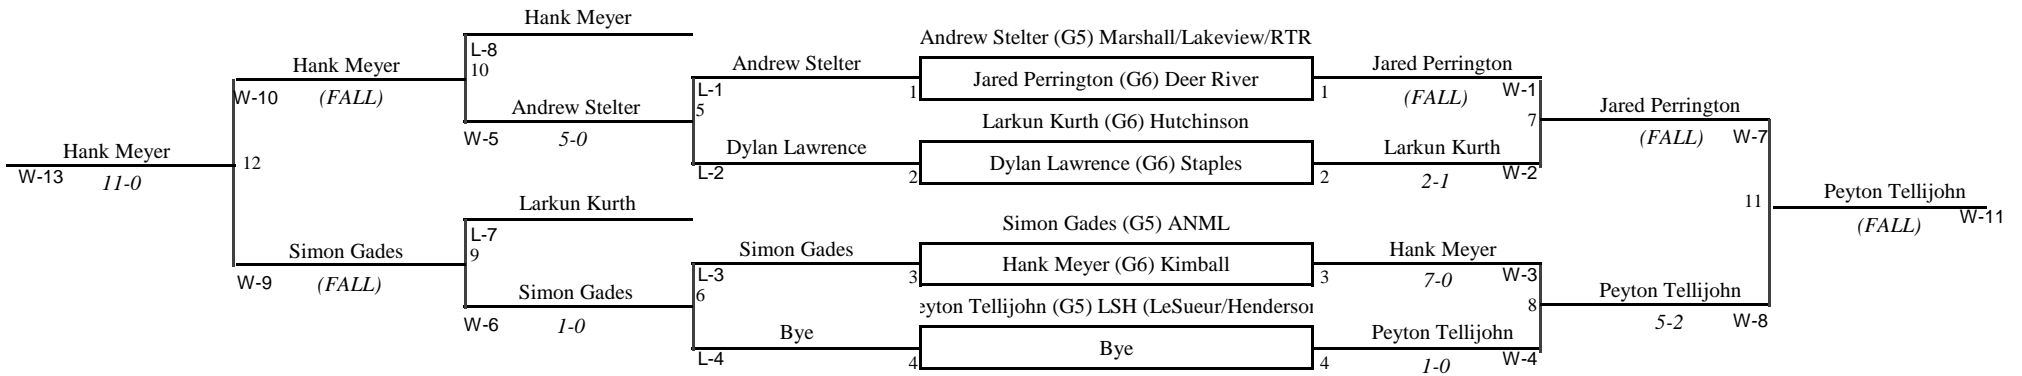 Hank Meyer
L-8
10
Hank Meyer
(FALL)
W-10
Andrew Stelter
5-0
W-5
Hank Meyer
11-0
W-13
12
Larkun Kurth
L-7
9
Simon Gades
(FALL)
W-9
Simon Gades
1-0
W-6
Andrew Stelter
L-1
5
Dylan Lawrence
L-2
Simon Gades
L-3
6
Bye
L-4
Andrew Stelter (G5) Marshall/Lakeview/RTR
1 Jared Perrington (G6) Deer River 1
Larkun Kurth (G6) Hutchinson
2 Dylan Lawrence (G6) Staples 2
Simon Gades (G5) ANML
3 Hank Meyer (G6) Kimball 3
eyton Tellijohn (G5) LSH (LeSueur/Henderson
4 Bye 4
Jared Perrington
(FALL) W-1
7
Larkun Kurth
2-1 W-2
Hank Meyer
7-0 W-3
8
Peyton Tellijohn
1-0 W-4
Jared Perrington
(FALL) W-7
11
Peyton Tellijohn
5-2 W-8
Peyton Tellijohn
(FALL) W-11